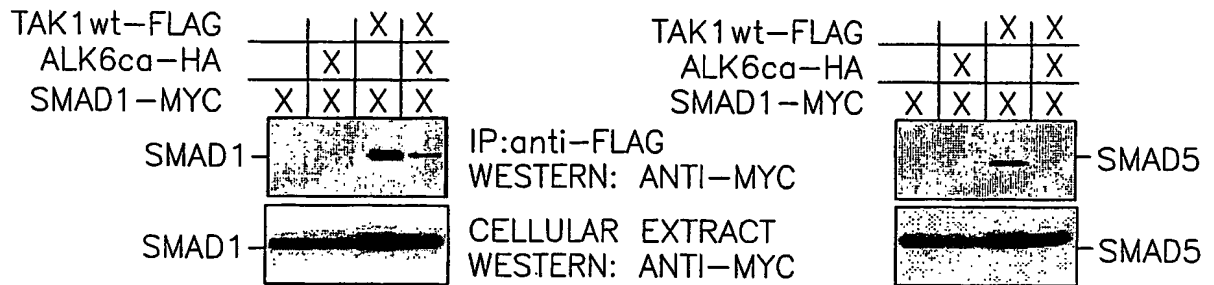 TAK1wt-FLAG X X
ALK6ca-HA X X
SMAD1-MYC X X X X
SMAD1
IP:anti-FLAG
WESTERN: ANTI-MYC
SMAD1
CELLULAR EXTRACT
WESTERN: ANTI-MYC
TAK1wt-FLAG X X
ALK6ca-HA X X
SMAD1-MYC X X X X
SMAD5
SMAD5